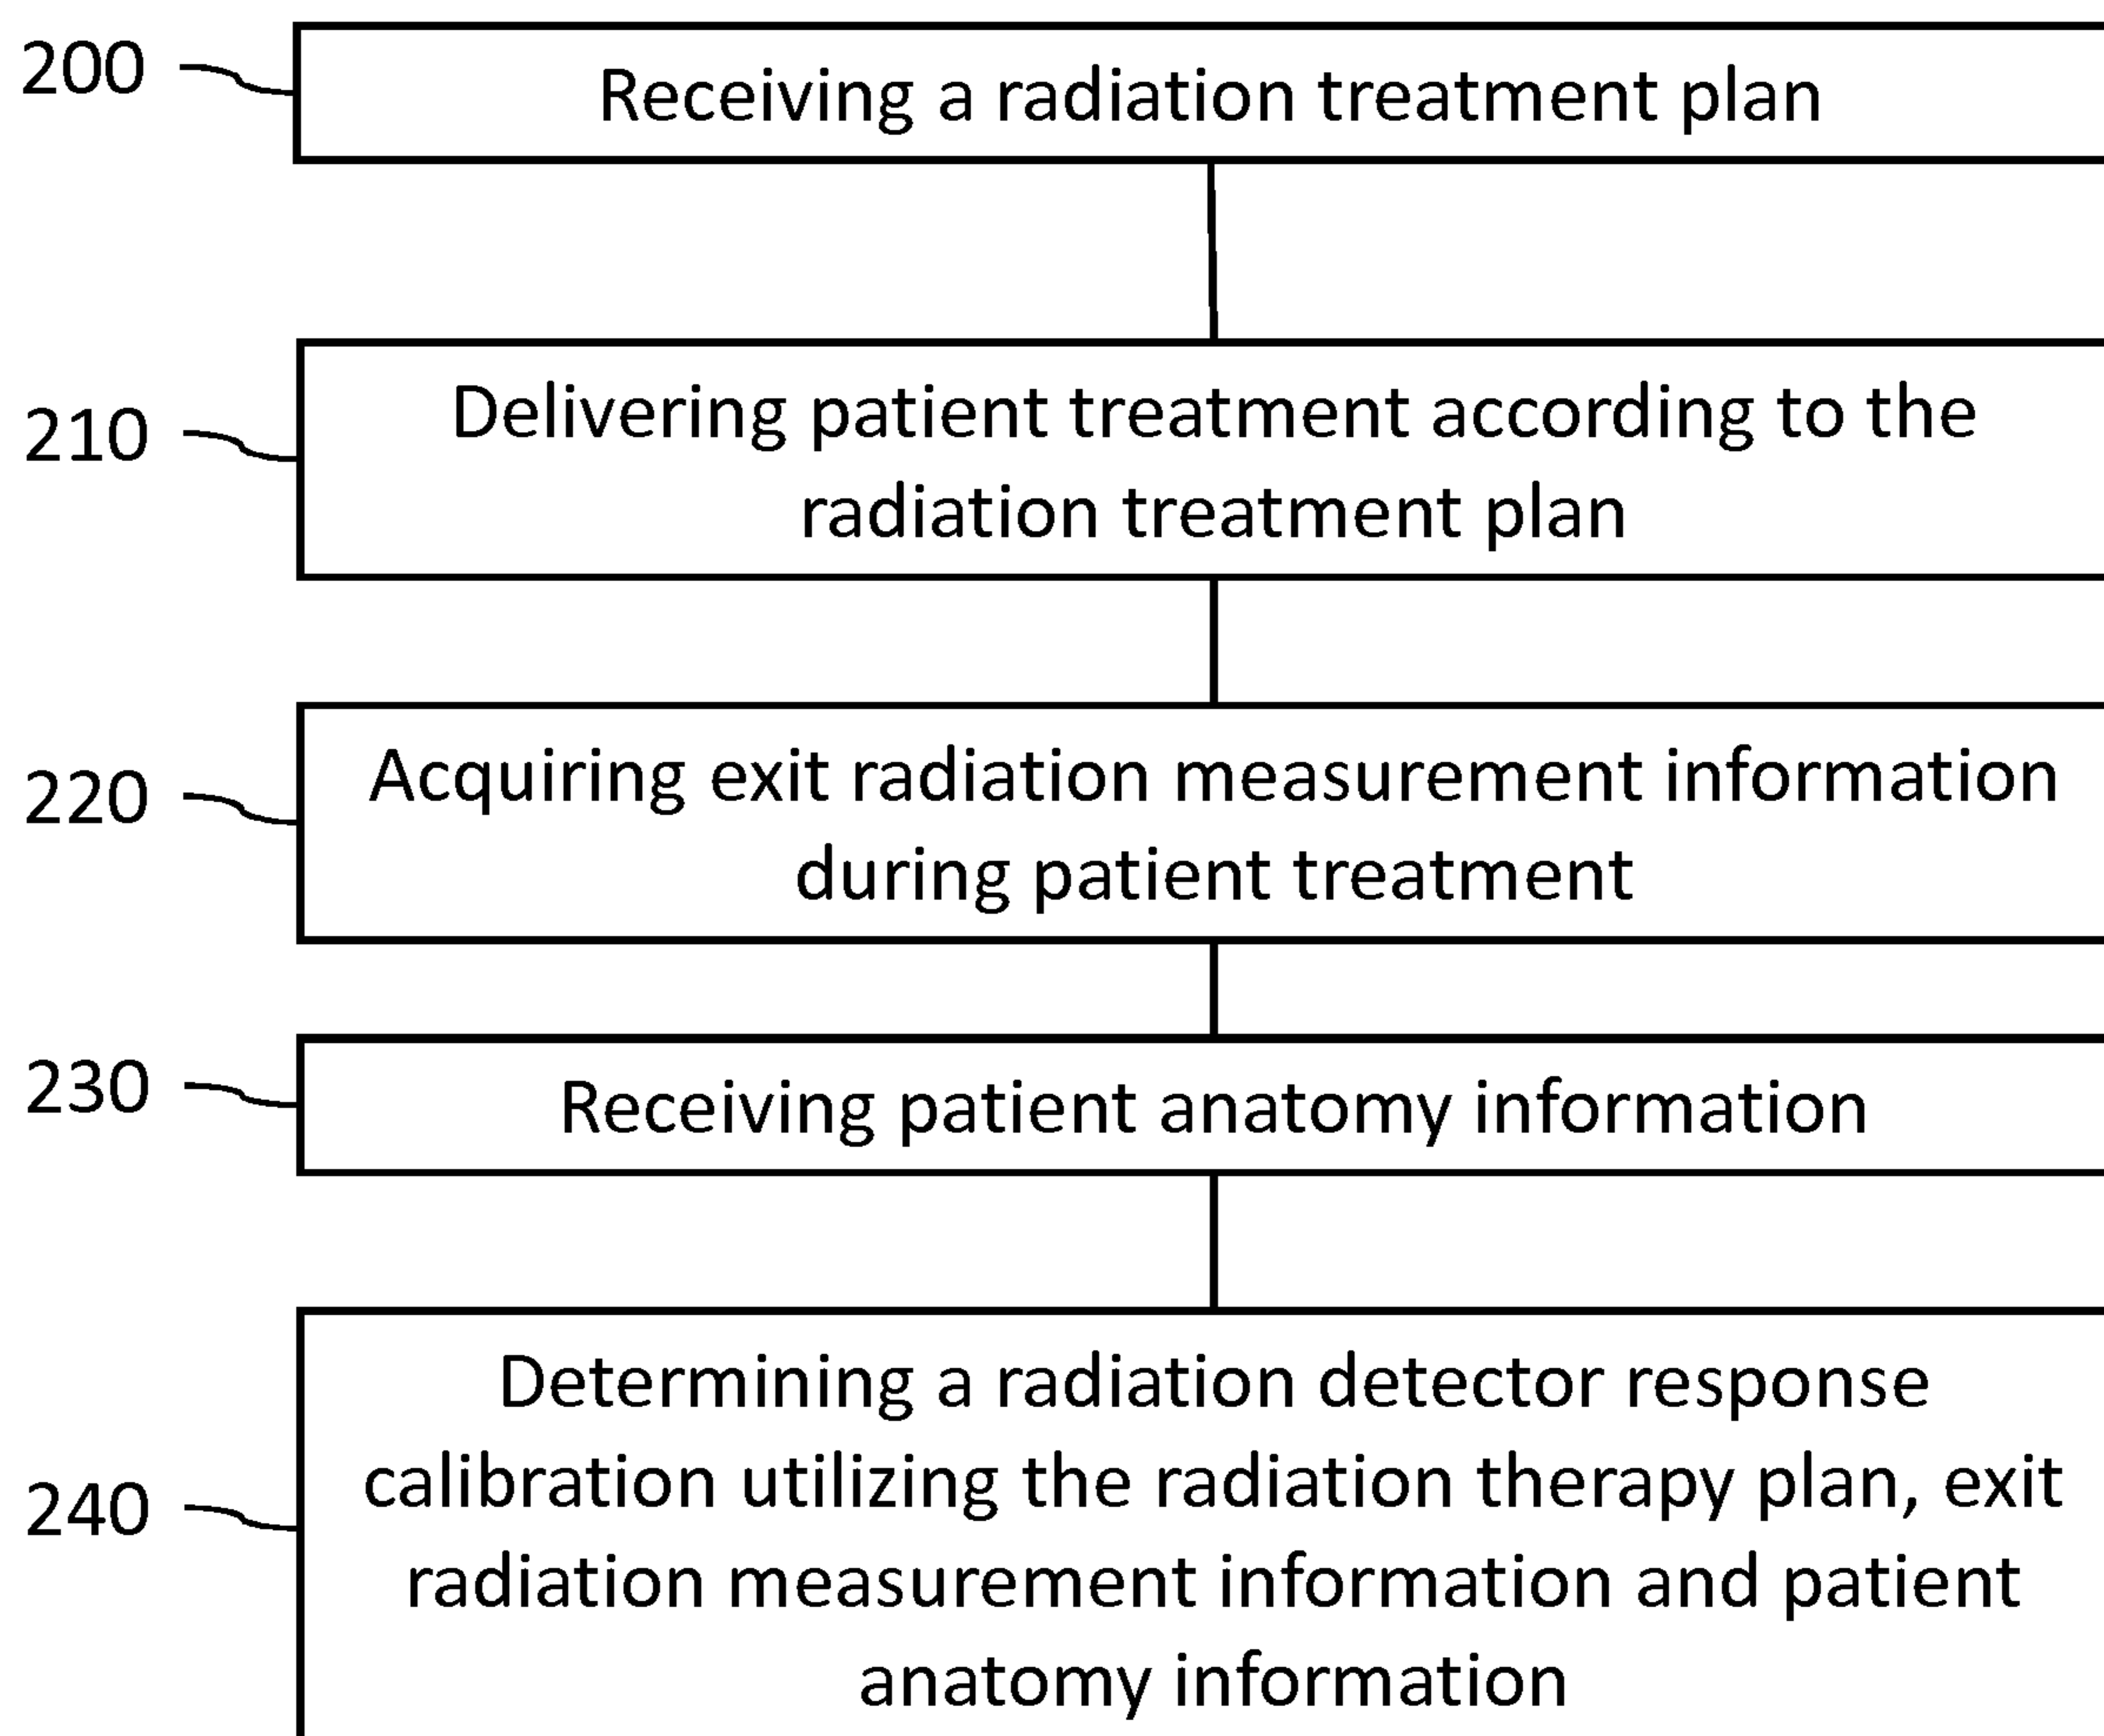 200
Receiving a radiation treatment plan
210
Delivering patient treatment according to the
radiation treatment plan
220
Acquiring exit radiation measurement information
during patient treatment
230
Receiving patient anatomy information
240
Determining a radiation detector response
calibration utilizing the radiation therapy plan, exit
radiation measurement information and patient
anatomy information